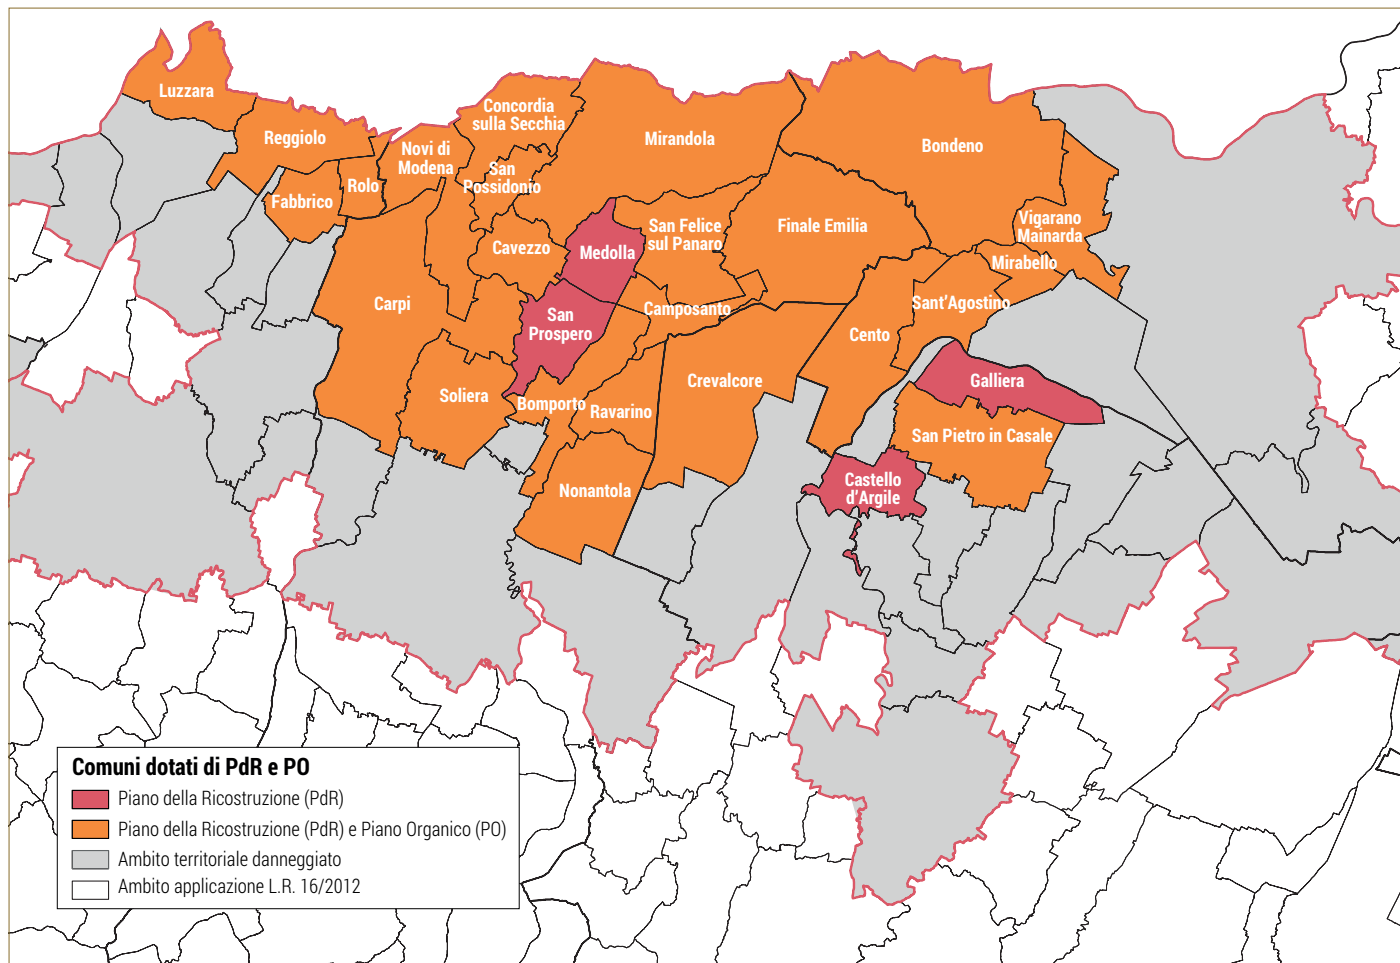 Luzzara
Reggiolo
Fabbrico
Rolo
Novi di
Modena
Concordia
sulla Secchia
San
Possidonio
Mirandola
Bondeno
Cavezzo
Medolla
San Felice
sul Panaro
Finale Emilia
Vigarano
Mainarda
Mirabello
Carpi
San
Prospero
Camposanto
Sant'Agostino
Cento
Soliera
Bomporto
Ravarino
Crevalcore
Galliera
San Pietro in Casale
Nonantola
Castello
d'Argile
Comuni dotati di PdR e PO
Piano della Ricostruzione (PdR)
Piano della Ricostruzione (PdR) e Piano Organico (PO)
Ambito territoriale danneggiato
Ambito applicazione L.R. 16/2012